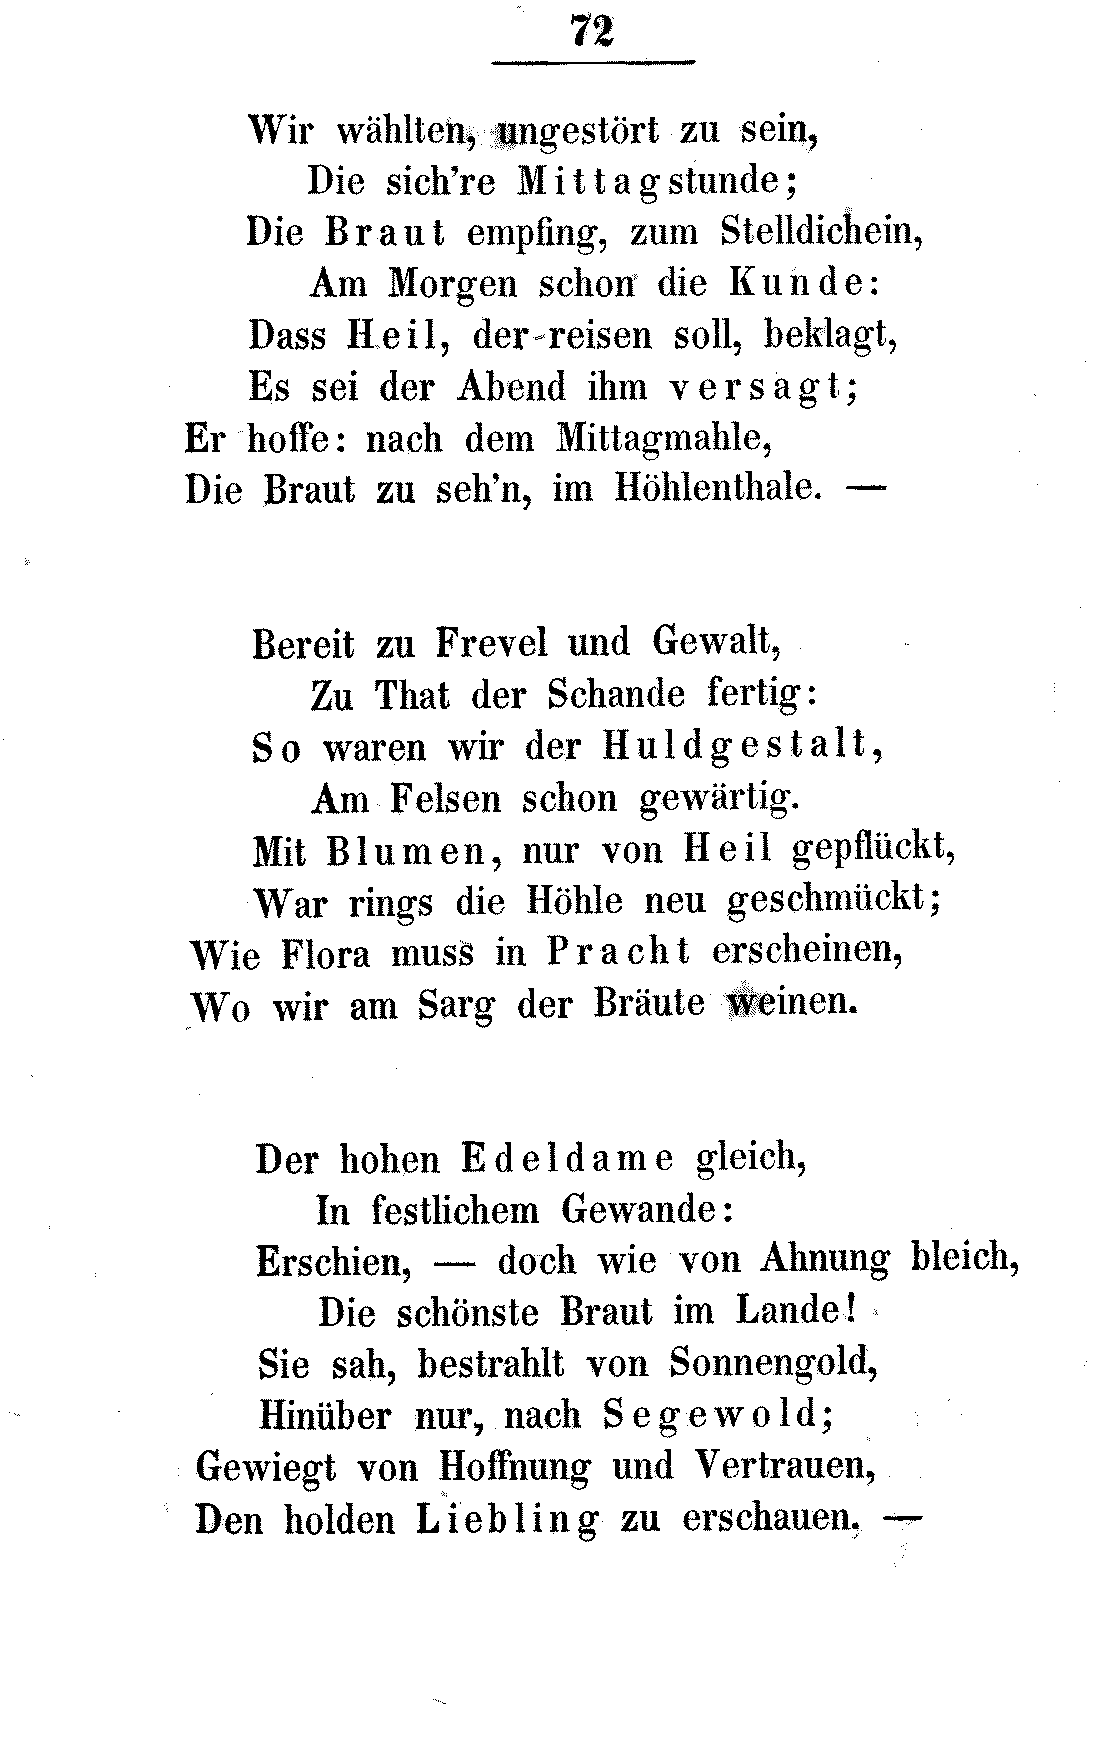 72
Wir wählten, ungestört zu sein,
Die sich're Mittagstunde;
Die Braut empfing, zum Stelldichein,
Am Morgen schon die Kunde:
Dass Heil, der reisen soll, beklagt,
Es sei der Abend ihm versagt;
Er hoffe: nach dem Mittagmahle,
Die Braut zu seh'n, im Höhlenthale. —
Bereit zu Frevel und Gewalt,
Zu That der Schande fertig:
So waren wir der Huldgestalt,
Am Felsen schon gewärtig.
Mit Blumen, nur von Heil gepflückt,
War rings die Höhle neu geschmückt;
Wie Flora muss in Pracht erscheinen,
Wo wir am Sarg der Bräute weinen.
Der hohen Edeldame gleich,
In festlichem Gewande:
Erschien, — doch wie von Ahnung bleich,
Die schönste Braut im Lande!
Sie sah, bestrahlt von Sonnengold,
Hinüber nur, nach Segewold;
Gewiegt von Hoffnung und Vertrauen,
Den holden Liebling zu erschauen. —